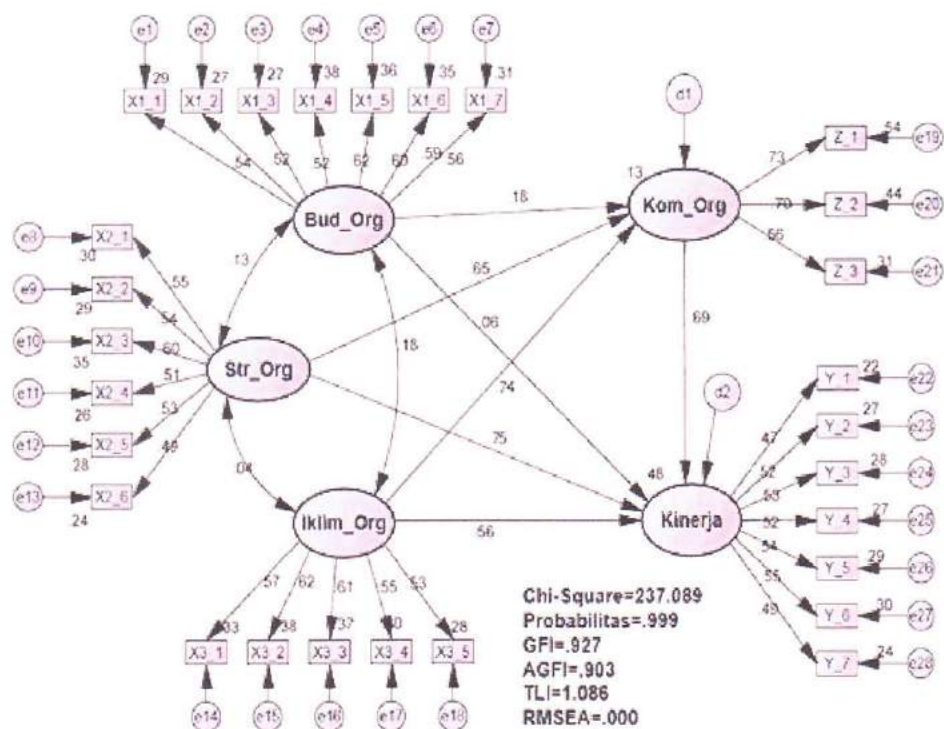 e1 e2 e3 e4 e5 e6 e7
29 27 27 38 36 35 31
X1_1 X1_2 X1_3 X1_4 X1_5 X1_6 X1_7
54 52 52 62 60 59 56
d1
Bud_Org
13
Kom_Org
Z_1 54 e19
73
Z_2 44 e20
70
Z_3 31 e21
56
18
65
06
74
69
75
56
13
18
04
e8 X2_1
30 55
e9 X2_2
29 54
e10 X2_3
35 60
e11 X2_4
26 51
e12 X2_5
28 53
e13 X2_6
24 49
Str_Org
Iklim_Org
57 62 61 55 53
33 38 37 28
X3_1 X3_2 X3_3 X3_4 X3_5
e14 e15 e16 e17 e18
d2
48
Kinerja
Y_1 22 e22
47
Y_2 27 e23
52
Y_3 28 e24
53
Y_4 27 e25
52
Y_5 29 e26
54
Y_6 30 e27
55
Y_7 24 e28
49
Chi-Square=237.089
Probabilitas=.999
GFI=.927
AGFI=.903
TLI=1.086
RMSEA=.000